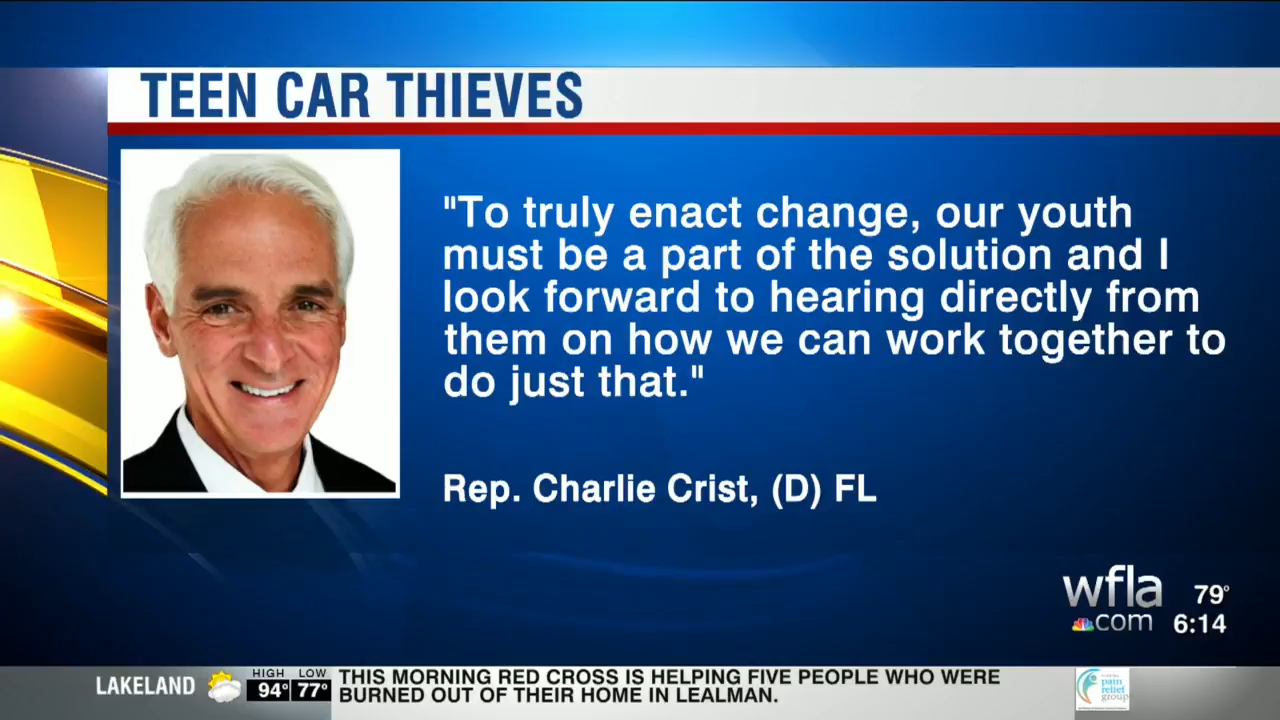 TEEN CAR THIEVES
"To truly enact change, our youth
must be a part of the solution and I
look forward to hearing directly from
them on how we can work together to
do just that."
Rep. Charlie Crist, (D) FL
wfla
com
79°
6:14
LAKELAND
HIGH LOW
94° 77°
THIS MORNING RED CROSS IS HELPING FIVE PEOPLE WHO WERE
BURNED OUT OF THEIR HOME IN LEALMAN.
pain
relief
group